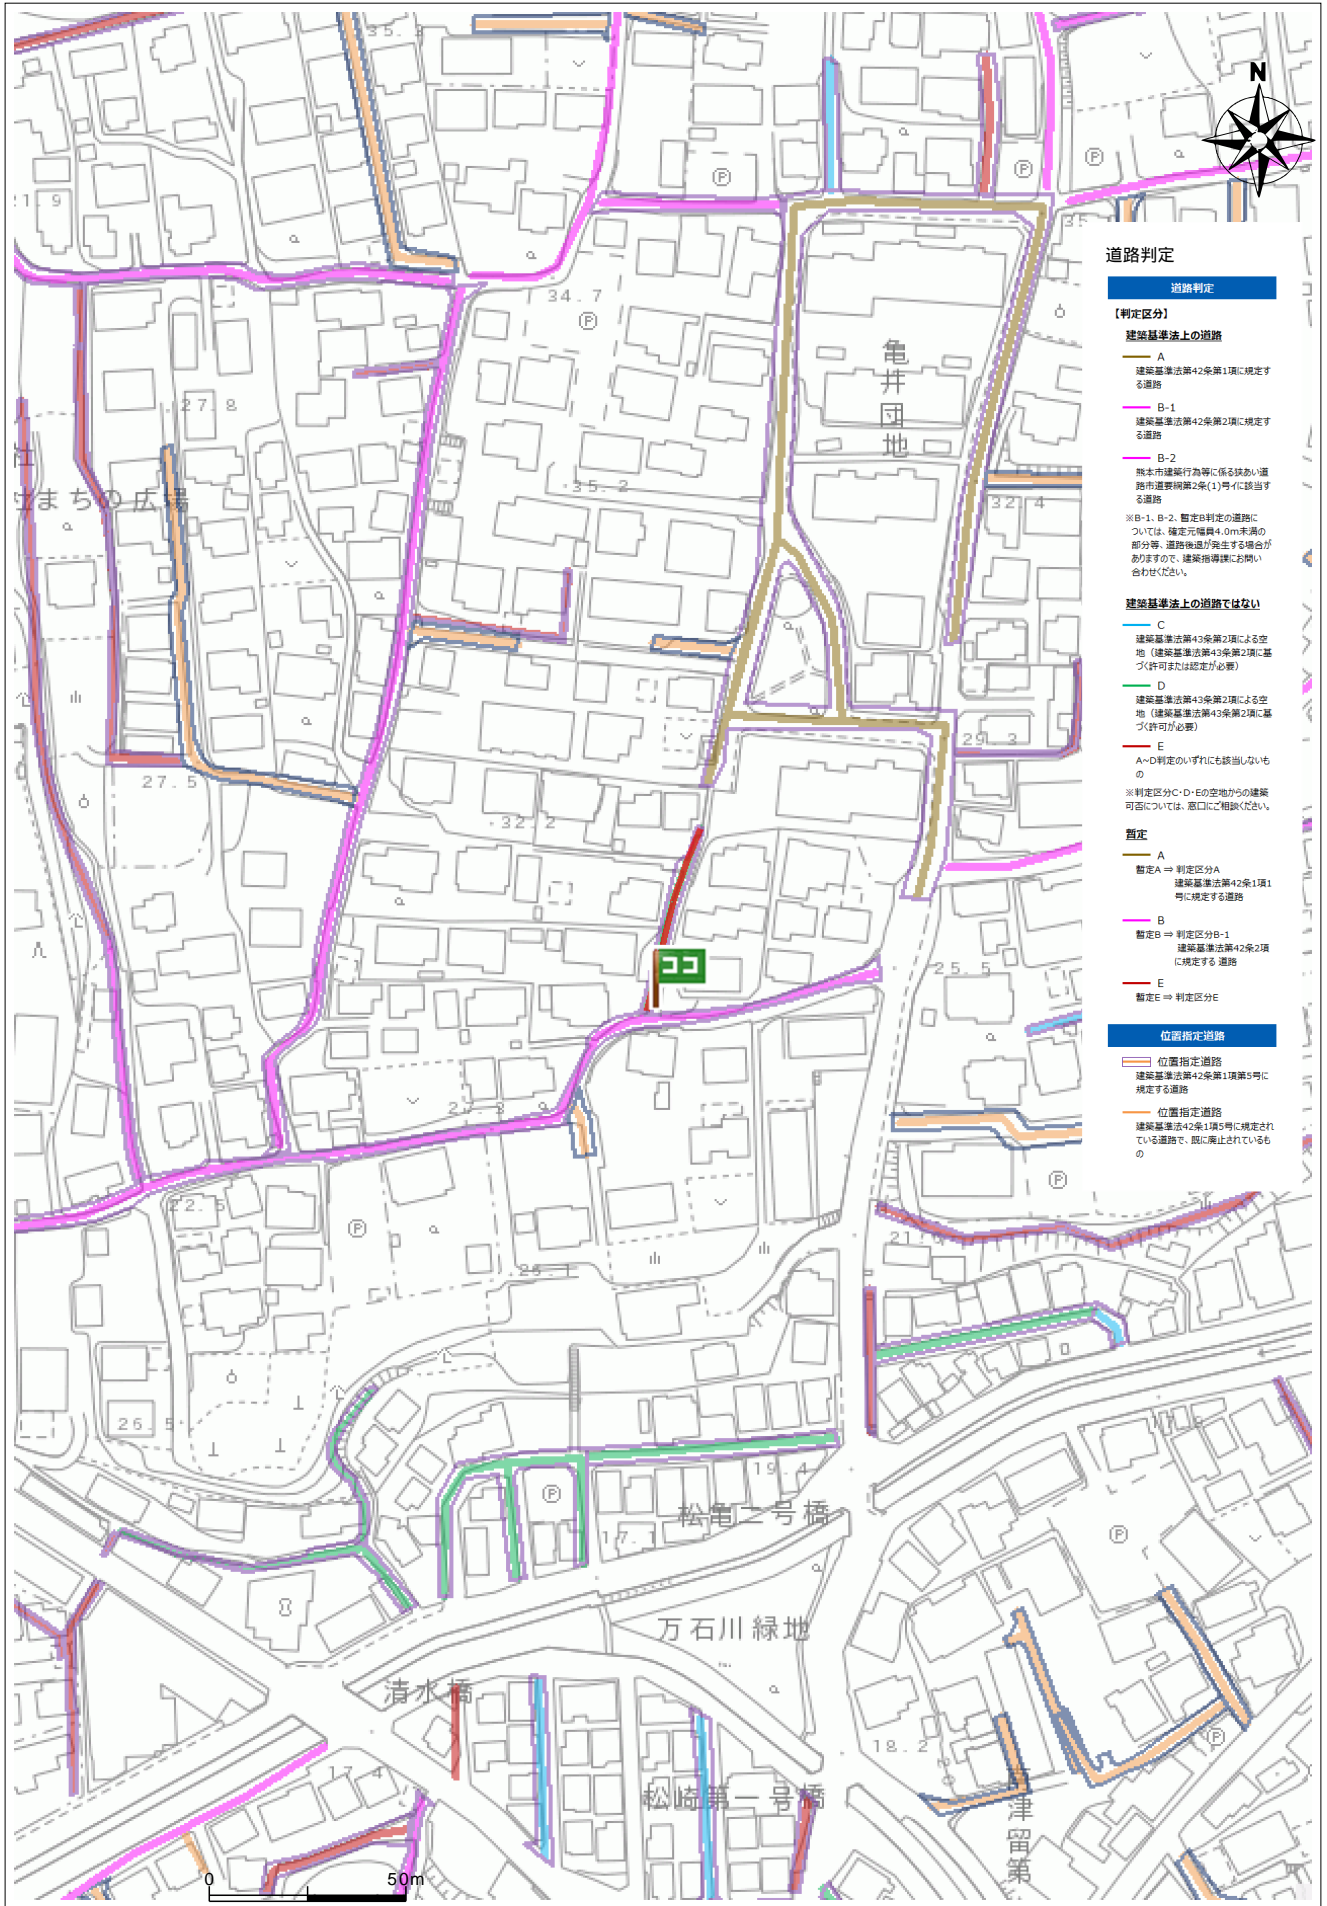 N
35.3
21.9
34.7
35
亀井団地
27.8
社
まちの広場
35.2
32.4
29.3
27.5
32.2
ココ
25.5
22.5
21.
26.5
19.4
17.
松亀二号橋
万石川緑地
清水橋
18.2
17.4
松崎第一号橋
津留第
0
50m
道路判定
道路判定
【判定区分】
建築基準法上の道路
A
建築基準法第42条第1項に規定す
る道路
B-1
建築基準法第42条第2項に規定す
る道路
B-2
熊本市建築行為等に係る狭あい道
路市道要綱第2条(1)号イに該当す
る道路
※B-1、B-2、暫定B判定の道路に
ついては、確定元幅員4.0m未満の
部分等、道路後退が発生する場合が
ありますので、建築指導課にお問い
合わせください。
建築基準法上の道路ではない
C
建築基準法第43条第2項による空
地（建築基準法第43条第2項に基
づく許可または認定が必要）
D
建築基準法第43条第2項による空
地（建築基準法第43条第2項に基
づく許可が必要）
E
A~D判定のいずれにも該当しないも
の
※判定区分C・D・Eの空地からの建築
可否については、窓口にご相談ください。
暫定
A
暫定A ⇒ 判定区分A
建築基準法第42条1項1
号に規定する道路
B
暫定B ⇒ 判定区分B-1
建築基準法第42条2項
に規定する 道路
E
暫定E ⇒ 判定区分E
位置指定道路
位置指定道路
建築基準法第42条第1項第5号に
規定する道路
位置指定道路
建築基準法42条1項5号に規定され
ている道路で、既に廃止されているも
の